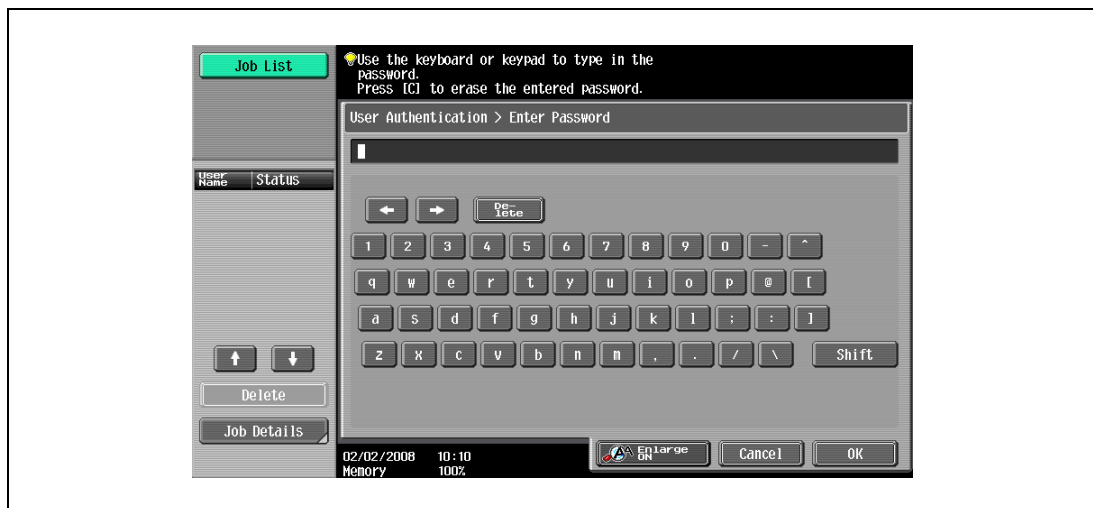 Job List
Use the keyboard or keypad to type in the
password.
Press [C] to erase the entered password.
User Authentication > Enter Password
User Name Status
De-
lete
1 2 3 4 5 6 7 8 9 0 - ^
q w e r t y u i o p @ [
a s d f g h j k l ; : ]
z x c v b n m , . / \ Shift
Delete
Job Details
02/02/2008 10:10
Memory 100%
Enlarge
ON
Cancel
OK